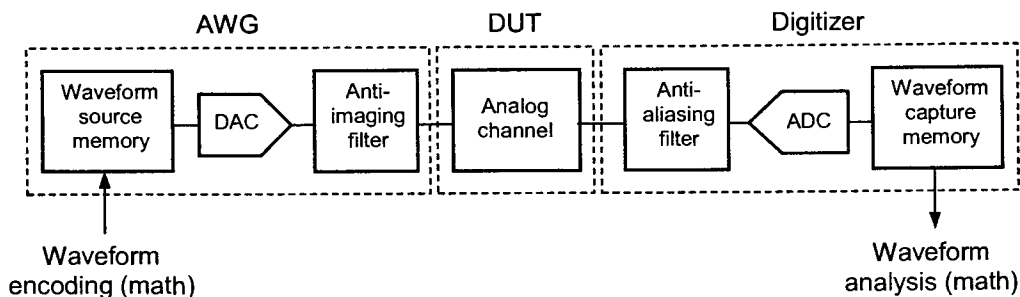 AWG
DUT
Digitizer
Waveform
source
memory
DAC
Anti-
imaging
filter
Analog
channel
Anti-
aliasing
filter
ADC
Waveform
capture
memory
Waveform
encoding (math)
Waveform
analysis (math)